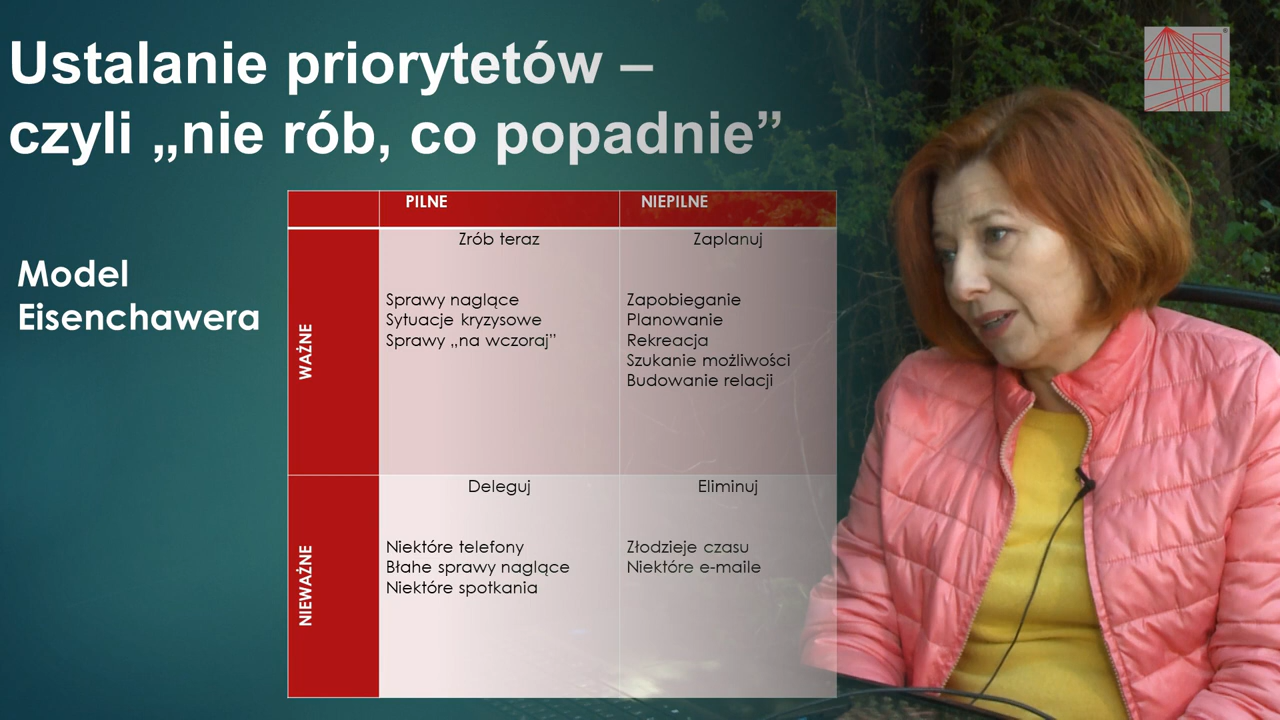 Ustalanie priorytetów –
czyli „nie rób, co popadnie”
Model
Eisenchawera
PILNE
NIEPILNE
WAŻNE
Zrób teraz
Sprawy naglące
Sytuacje kryzysowe
Sprawy „na wczoraj”
Zaplanuj
Zapobieganie
Planowanie
Rekreacja
Szukanie możliwości
Budowanie relacji
NIEWAŻNE
Deleguj
Niektóre telefony
Błahe sprawy naglące
Niektóre spotkania
Eliminuj
Złodzieje czasu
Niektóre e-maile